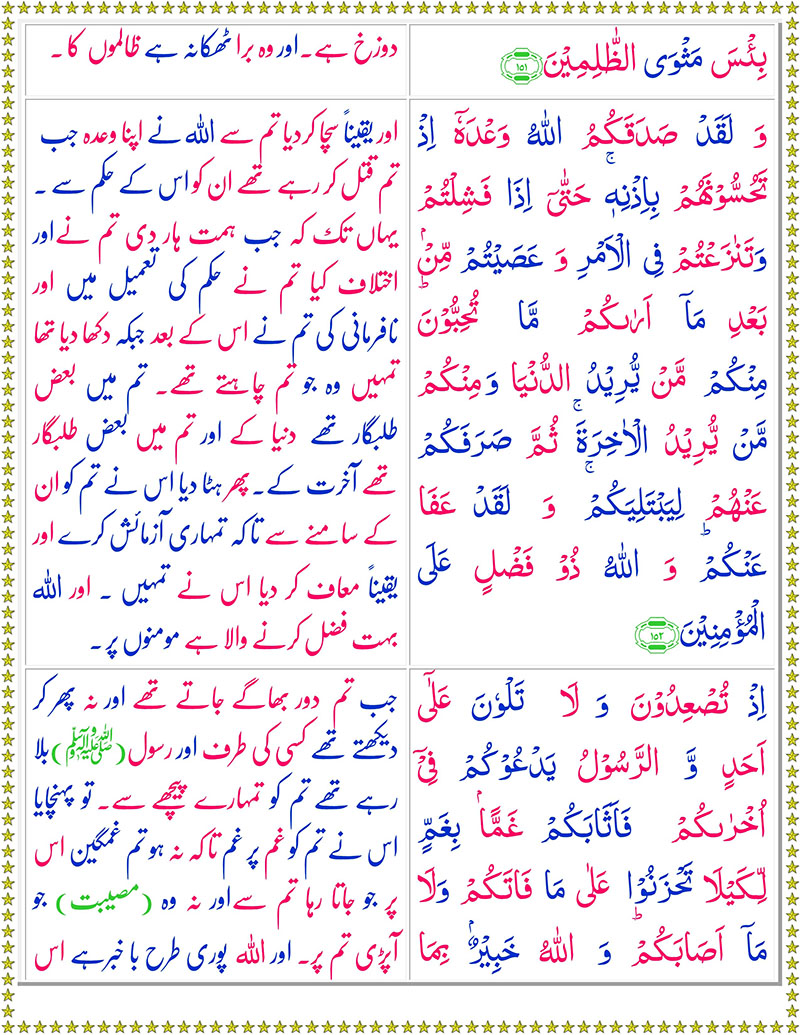 بِئْسَ مَثْوَى الظّٰلِمِيْنَ ۱۵۱
دوزخ ہے۔ اور وہ برا ٹھکانہ ہے ظالموں کا ۔
وَ لَقَدْ صَدَقَكُمُ اللّٰهُ وَعْدَهٗۤ اِذْ
تَحُسُّوْنَهُمْ بِاِذْنِهٖ ۚ حَتّٰۤى اِذَا فَشِلْتُمْ
وَتَنَازَعْتُمْ فِى الْاَمْرِ وَ عَصَيْتُمْ مِّنْۢ
بَعْدِ مَاۤ اَرٰىكُمْ مَّا تُحِبُّوْنَ ؕ
مِنْكُمْ مَّنْ يُّرِيْدُ الدُّنْيَا وَمِنْكُمْ
مَّنْ يُّرِيْدُ الْاٰخِرَةَ ۚ ثُمَّ صَرَفَكُمْ
عَنْهُمْ لِيَبْتَلِيَكُمْ ۚ وَ لَقَدْ عَفَا
عَنْكُمْ ؕ وَ اللّٰهُ ذُوْ فَضْلٍ عَلَى
الْمُؤْمِنِيْنَ ۱۵۲
اور یقیناً سچا کر دیا تم سے اللہ نے اپنا وعدہ جب
تم قتل کر رہے تھے ان کو اس کے حکم سے ۔
یہاں تک کہ جب ہمت ہار دی تم نے اور
اختلاف کیا تم نے حکم کی تعمیل میں اور
نافرمانی کی تم نے اس کے بعد جبکہ دکھا دیا تھا
تمہیں وہ جو تم چاہتے تھے۔ تم میں بعض
طلبگار تھے دنیا کے اور تم میں بعض طلبگار
تھے آخرت کے۔ پھر ہٹا دیا اس نے تم کو ان
کے سامنے سے تاکہ تمہاری آزمائش کرے اور
یقیناً معاف کر دیا اس نے تمہیں ۔ اور اللہ
بہت فضل کرنے والا ہے مومنوں پر ۔
اِذْ تُصْعِدُوْنَ وَ لَا تَلْوٗنَ عَلٰٓى
اَحَدٍ وَّ الرَّسُوْلُ يَدْعُوْكُمْ فِىْۤ
اُخْرٰىكُمْ فَاَثَابَكُمْ غَمًّاۢ بِغَمٍّ
لِّكَيْلَا تَحْزَنُوْا عَلٰى مَا فَاتَكُمْ وَلَا
مَاۤ اَصَابَكُمْ ؕ وَ اللّٰهُ خَبِيْرٌۢ بِمَا
جب تم دور بھاگے جاتے تھے اور نہ پھر کر
دیکھتے تھے کسی کی طرف اور رسول (ﷺ) بلا
رہے تھے تم کو تمہارے پیچھے سے۔ تو پہنچایا
اس نے تم کو غم پر غم تاکہ نہ ہو تم غمگین اس
پر جو جاتا رہا تم سے اور نہ وہ (مصیبت) جو
آپڑی تم پر۔ اور اللہ پوری طرح باخبر ہے اس